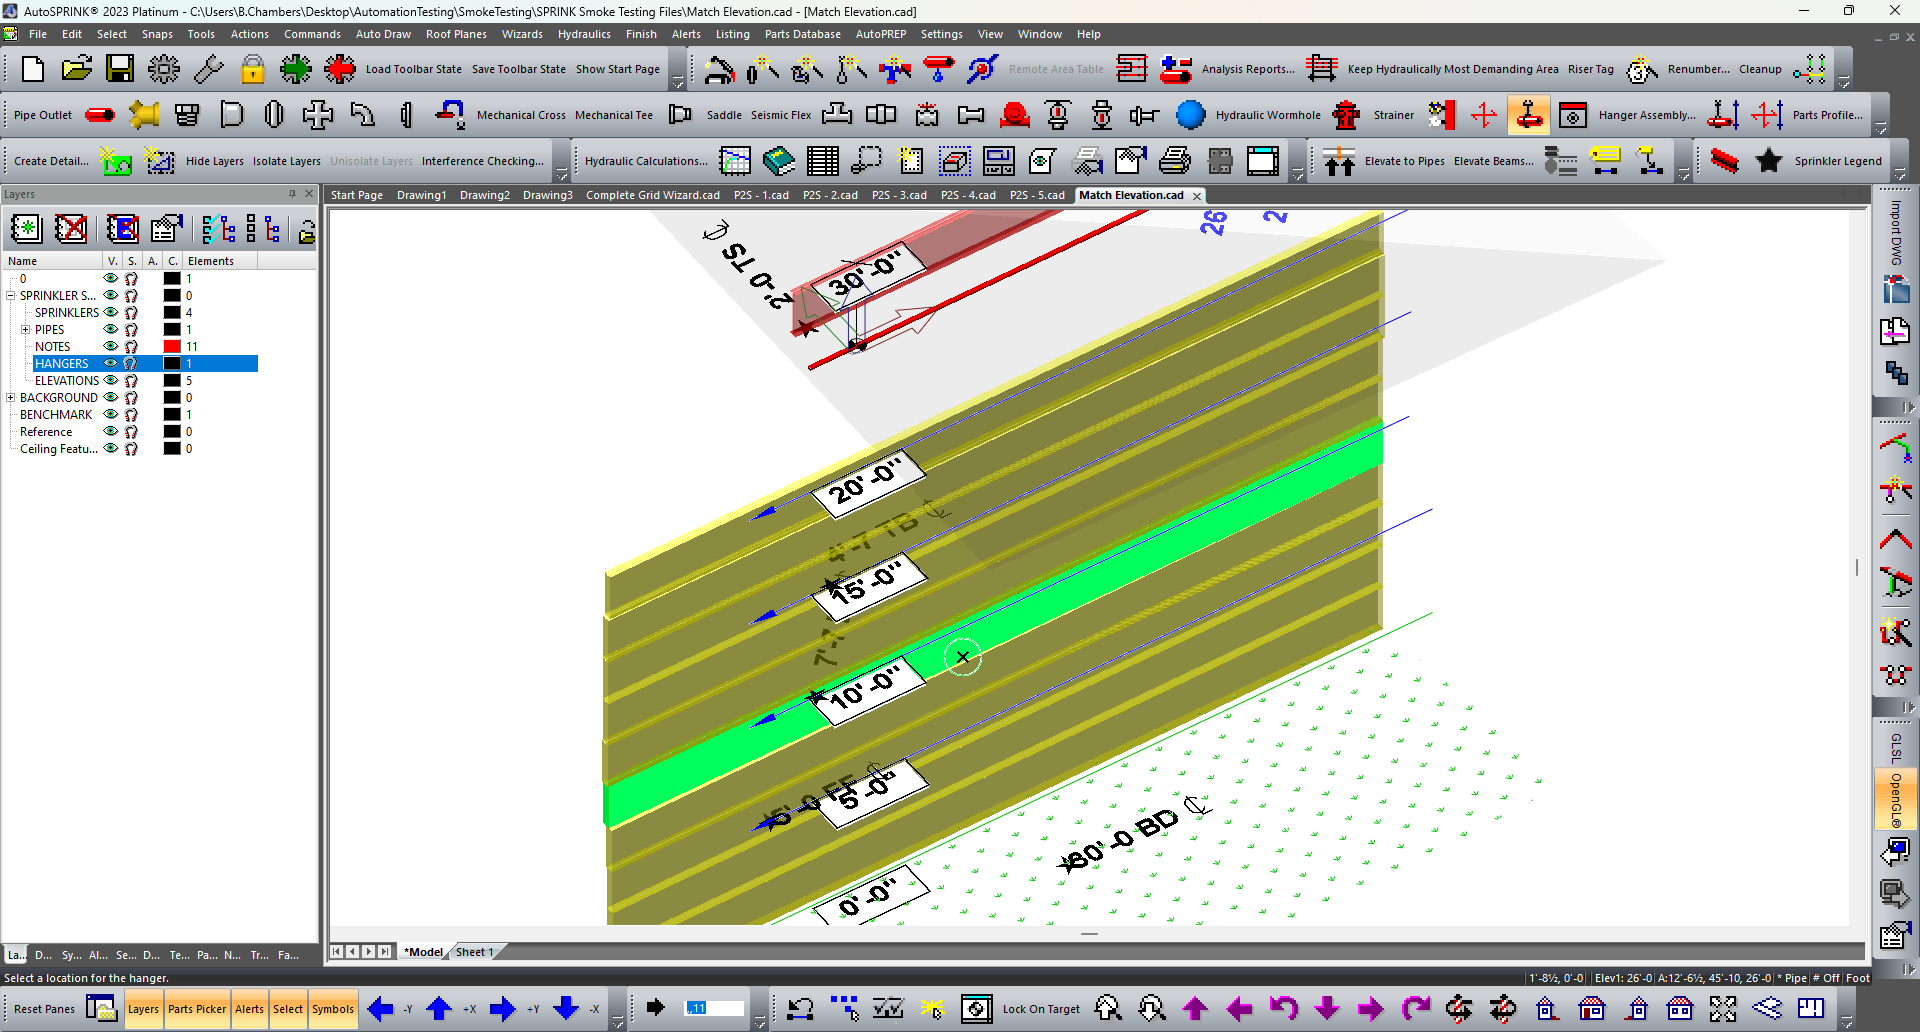 AutoSPRINK® 2023 Platinum - C:\Users\B.Chambers\Desktop\AutomationTesting\SmokeTesting\SPRINK Smoke Testing Files\Match Elevation.cad - [Match Elevation.cad]
File Edit Select Snaps Tools Actions Commands Auto Draw Roof Planes Wizards Hydraulics Finish Alerts Listing Parts Database AutoPREP Settings View Window Help
Load Toolbar State Save Toolbar State Show Start Page Remote Area Table Analysis Reports... Keep Hydraulically Most Demanding Area Riser Tag Renumber... Cleanup
Pipe Outlet Mechanical Cross Mechanical Tee Saddle Seismic Flex Hydraulic Wormhole Strainer Hanger Assembly... Parts Profile...
Create Detail... Hide Layers Isolate Layers Unisolate Layers Interference Checking... Hydraulic Calculations... Elevate to Pipes Elevate Beams... Sprinkler Legend
Layers
Start Page Drawing1 Drawing2 Drawing3 Complete Grid Wizard.cad P2S - 1.cad P2S - 2.cad P2S - 3.cad P2S - 4.cad P2S - 5.cad Match Elevation.cad
Name V. S. A. C. Elements
0 1
SPRINKLER S... 0
SPRINKLERS 4
PIPES 1
NOTES 11
HANGERS 1
ELEVATIONS 5
BACKGROUND 0
BENCHMARK 1
Reference 0
Ceiling Featu... 0
26
2
2'-0 TS
30'-0"
20'-0"
4'-7 TB
15'-0"
10'-0"
5'-0"
80'-0 BD
0'-0"
Import DWG
GLSL
OpenGL®
*Model Sheet 1
La... D... Sy... Al... Se... D... Te... Pa... N... Tr... Fa...
Select a location for the hanger.
1'-8½, 0'-0 Elev1: 26'-0 A:12'-6½, 45'-10, 26'-0 * Pipe # Off Foot
Reset Panes Layers Parts Picker Alerts Select Symbols -Y +X +Y -X ,,11 Lock On Target